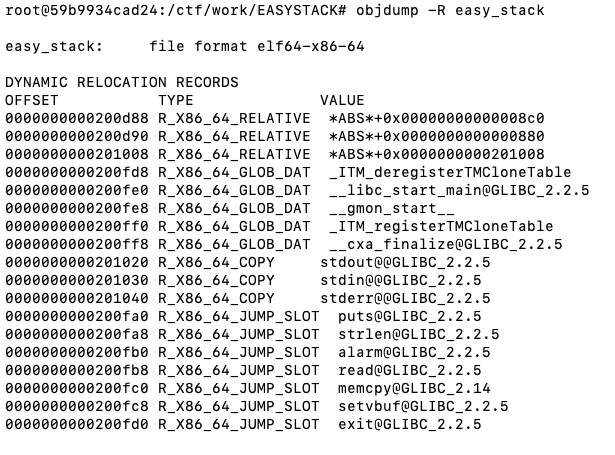 root@59b9934cad24:/ctf/work/EASYSTACK# objdump -R easy_stack
easy_stack:     file format elf64-x86-64
DYNAMIC RELOCATION RECORDS
OFFSET           TYPE              VALUE
0000000000200d88 R_X86_64_RELATIVE  *ABS*+0x00000000000008c0
0000000000200d90 R_X86_64_RELATIVE  *ABS*+0x0000000000000880
0000000000201008 R_X86_64_RELATIVE  *ABS*+0x0000000000201008
0000000000200fd8 R_X86_64_GLOB_DAT  _ITM_deregisterTMCloneTable
0000000000200fe0 R_X86_64_GLOB_DAT  __libc_start_main@GLIBC_2.2.5
0000000000200fe8 R_X86_64_GLOB_DAT  __gmon_start__
0000000000200ff0 R_X86_64_GLOB_DAT  _ITM_registerTMCloneTable
0000000000200ff8 R_X86_64_GLOB_DAT  __cxa_finalize@GLIBC_2.2.5
0000000000201020 R_X86_64_COPY     stdout@@GLIBC_2.2.5
0000000000201030 R_X86_64_COPY     stdin@@GLIBC_2.2.5
0000000000201040 R_X86_64_COPY     stderr@@GLIBC_2.2.5
0000000000200fa0 R_X86_64_JUMP_SLOT  puts@GLIBC_2.2.5
0000000000200fa8 R_X86_64_JUMP_SLOT  strlen@GLIBC_2.2.5
0000000000200fb0 R_X86_64_JUMP_SLOT  alarm@GLIBC_2.2.5
0000000000200fb8 R_X86_64_JUMP_SLOT  read@GLIBC_2.2.5
0000000000200fc0 R_X86_64_JUMP_SLOT  memcpy@GLIBC_2.14
0000000000200fc8 R_X86_64_JUMP_SLOT  setvbuf@GLIBC_2.2.5
0000000000200fd0 R_X86_64_JUMP_SLOT  exit@GLIBC_2.2.5